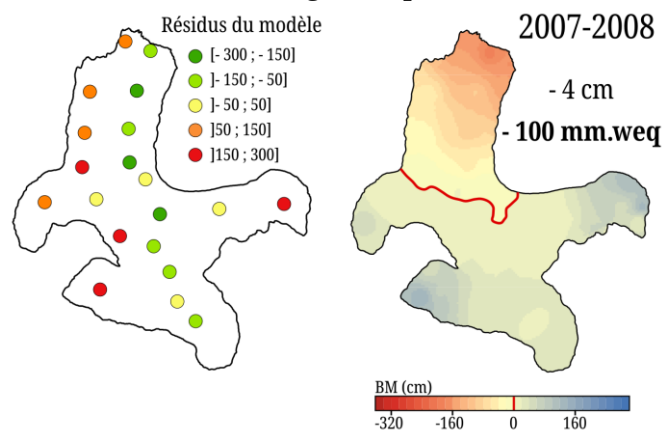 Résidus du modèle
[- 300 ; - 150]
]- 150 ; - 50]
]- 50 ; 50]
]50 ; 150]
]150 ; 300]
2007-2008
- 4 cm
- 100 mm.weq
BM (cm)
-320 -160 0 160